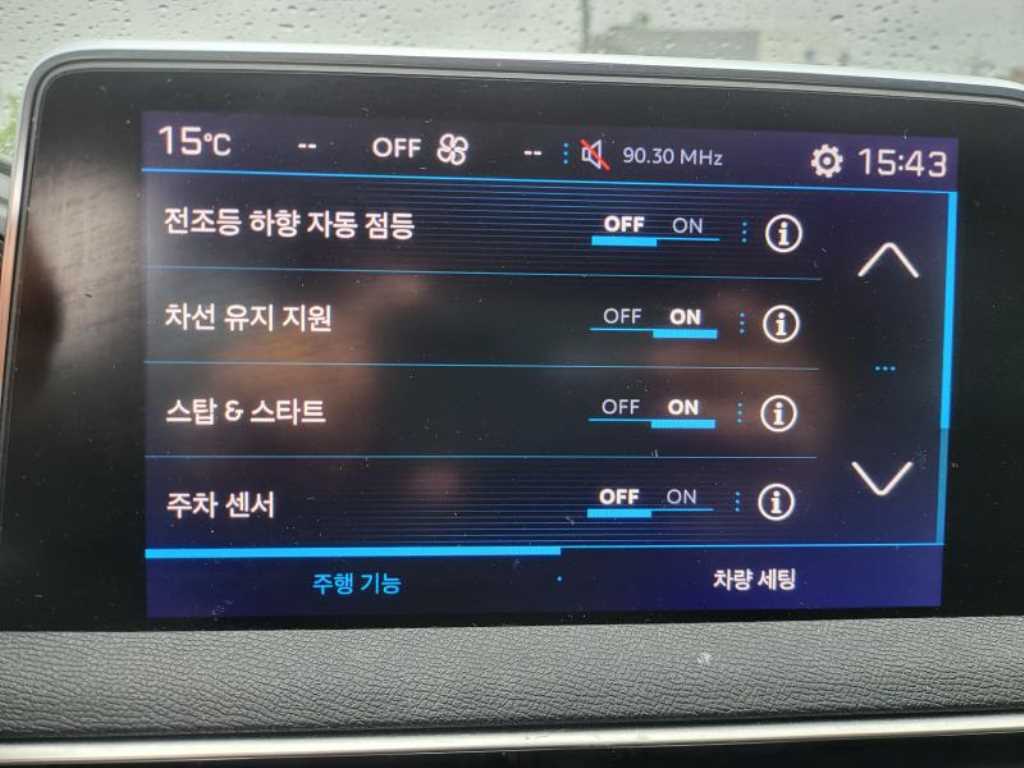 15°C -- OFF -- 90.30 MHz 15:43
전조등 하향 자동 점등 OFF ON
차선 유지 지원 OFF ON
스탑 & 스타트 OFF ON
주차 센서 OFF ON
주행 기능 차량 세팅